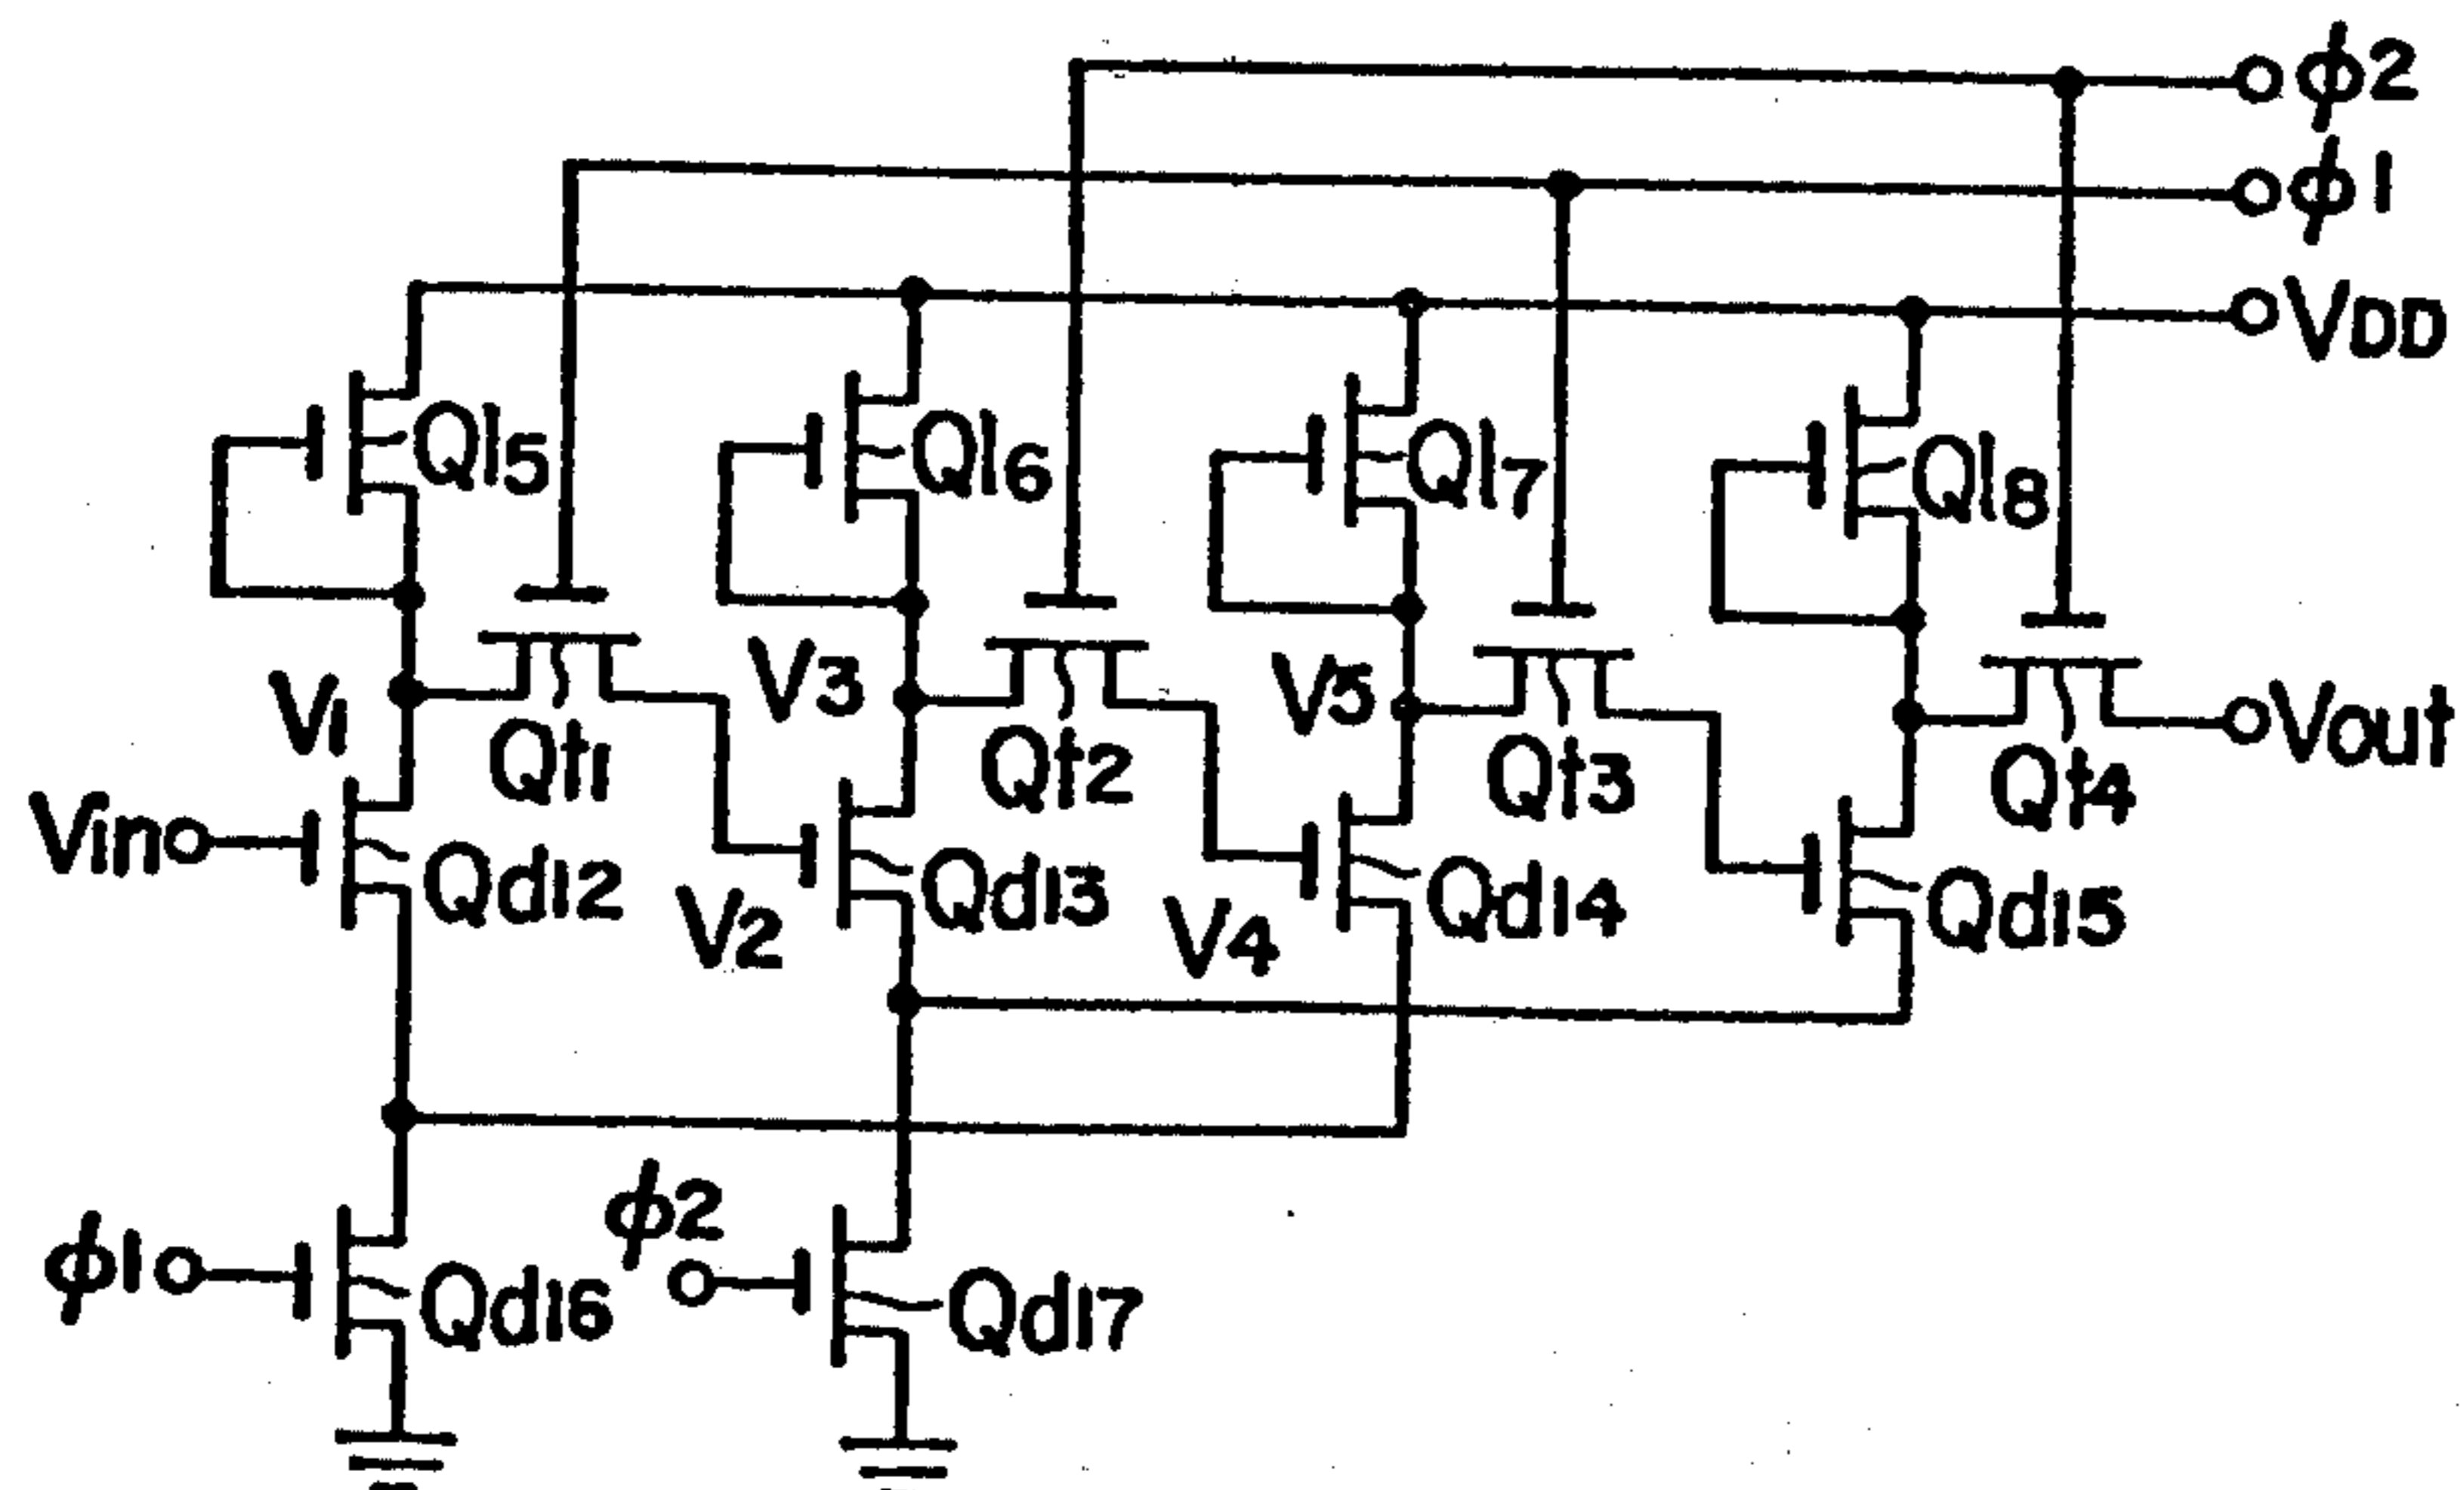 ϕ2
ϕ1
VDD
Ql5
Ql6
Ql7
Ql8
V1
V3
V5
Vout
Qt1
Qt2
Qt3
Qt4
Vin
Qd12
Qd13
Qd14
Qd15
V2
V4
ϕ1
ϕ2
Qd16
Qd17